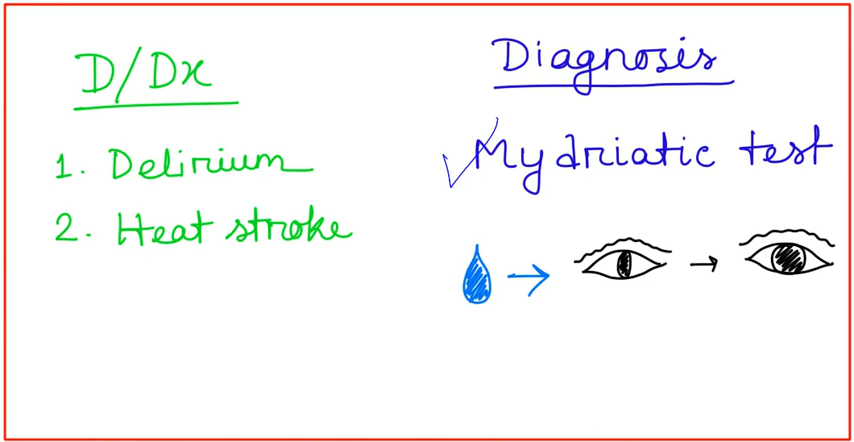 D/Dx
1. Delirium
2. Heat stroke
Diagnosis
Mydriatic test